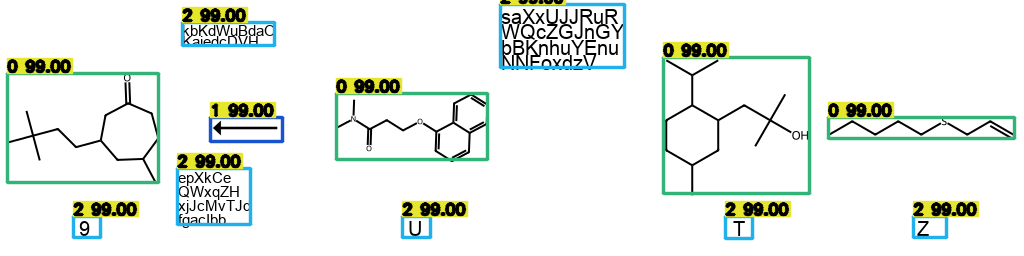 2 99.00
saXxUJJRuR
WQcZGJnGY
bBKnhuYEnu
NNFoxdzV
2 99.00
kbKdWuBdaC
KajedcDVH
0 99.00
O
1 99.00
0 99.00
N
O
O
0 99.00
OH
0 99.00
S
2 99.00
epXkCe
QWxqZH
xjJcMvTJc
fgacIbb
2 99.00
9
2 99.00
U
2 99.00
T
2 99.00
Z